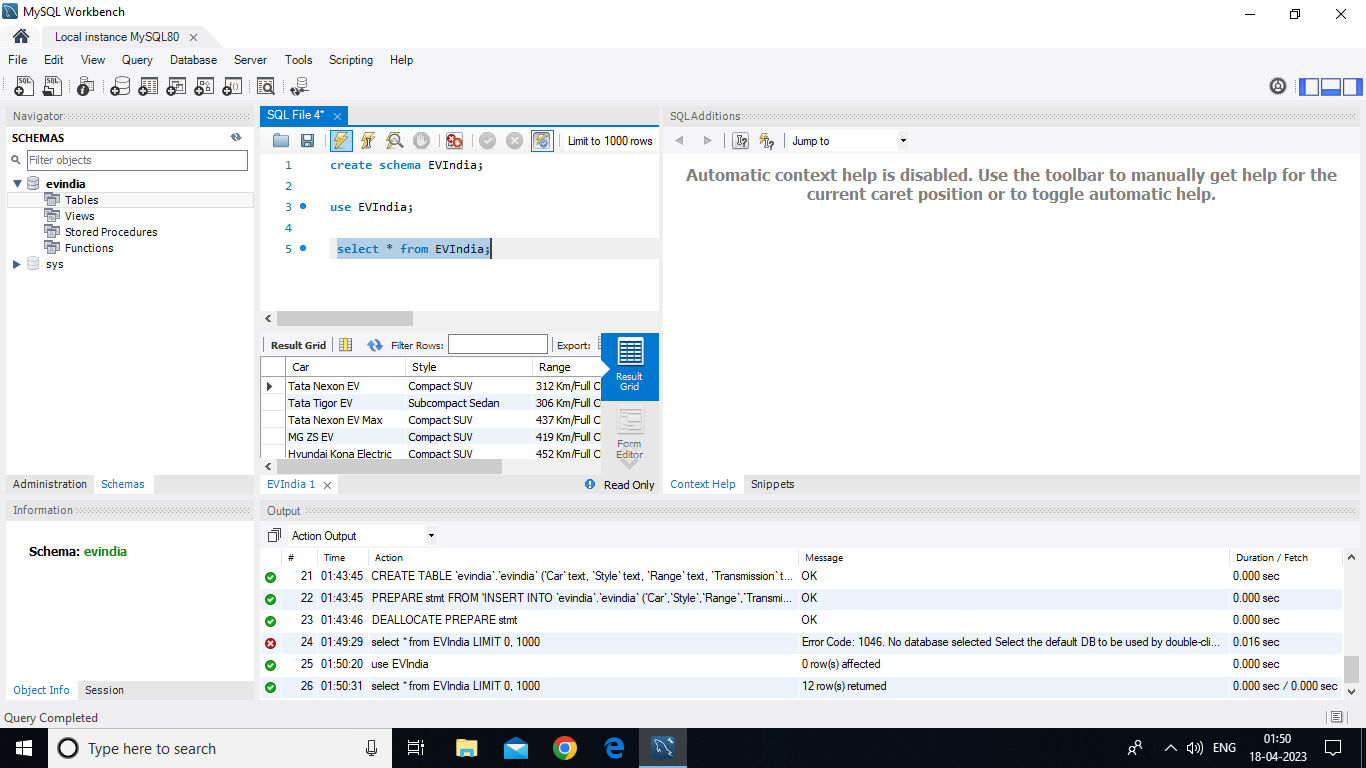 MySQL Workbench
Local instance MySQL80
File Edit View Query Database Server Tools Scripting Help
Navigator
SCHEMAS
Filter objects
evindia
Tables
Views
Stored Procedures
Functions
sys
Administration Schemas
Information
Schema: evindia
Object Info Session
SQL File 4*
Limit to 1000 rows
1 create schema EVIndia;
2
3 use EVIndia;
4
5 select * from EVIndia;
Result Grid Filter Rows: Export:
Car Style Range
Tata Nexon EV Compact SUV 312 Km/Full C
Tata Tigor EV Subcompact Sedan 306 Km/Full C
Tata Nexon EV Max Compact SUV 437 Km/Full C
MG ZS EV Compact SUV 419 Km/Full C
Hyundai Kona Electric Compact SUV 452 Km/Full C
Result
Grid
Form
Editor
EVIndia 1 Read Only
SQLAdditions
Jump to
Automatic context help is disabled. Use the toolbar to manually get help for the
current caret position or to toggle automatic help.
Context Help Snippets
Output
Action Output
# Time Action Message Duration / Fetch
21 01:43:45 CREATE TABLE `evindia`.`evindia` (`Car` text, `Style` text, `Range` text, `Transmission` t... OK 0.000 sec
22 01:43:45 PREPARE stmt FROM 'INSERT INTO `evindia`.`evindia` (`Car`,`Style`,`Range`,`Transmi... OK 0.000 sec
23 01:43:46 DEALLOCATE PREPARE stmt OK 0.000 sec
24 01:49:29 select * from EVIndia LIMIT 0, 1000 Error Code: 1046. No database selected Select the default DB to be used by double-cli... 0.016 sec
25 01:50:20 use EVIndia 0 row(s) affected 0.000 sec
26 01:50:31 select * from EVIndia LIMIT 0, 1000 12 row(s) returned 0.000 sec / 0.000 sec
Query Completed
Type here to search
ENG
01:50
18-04-2023